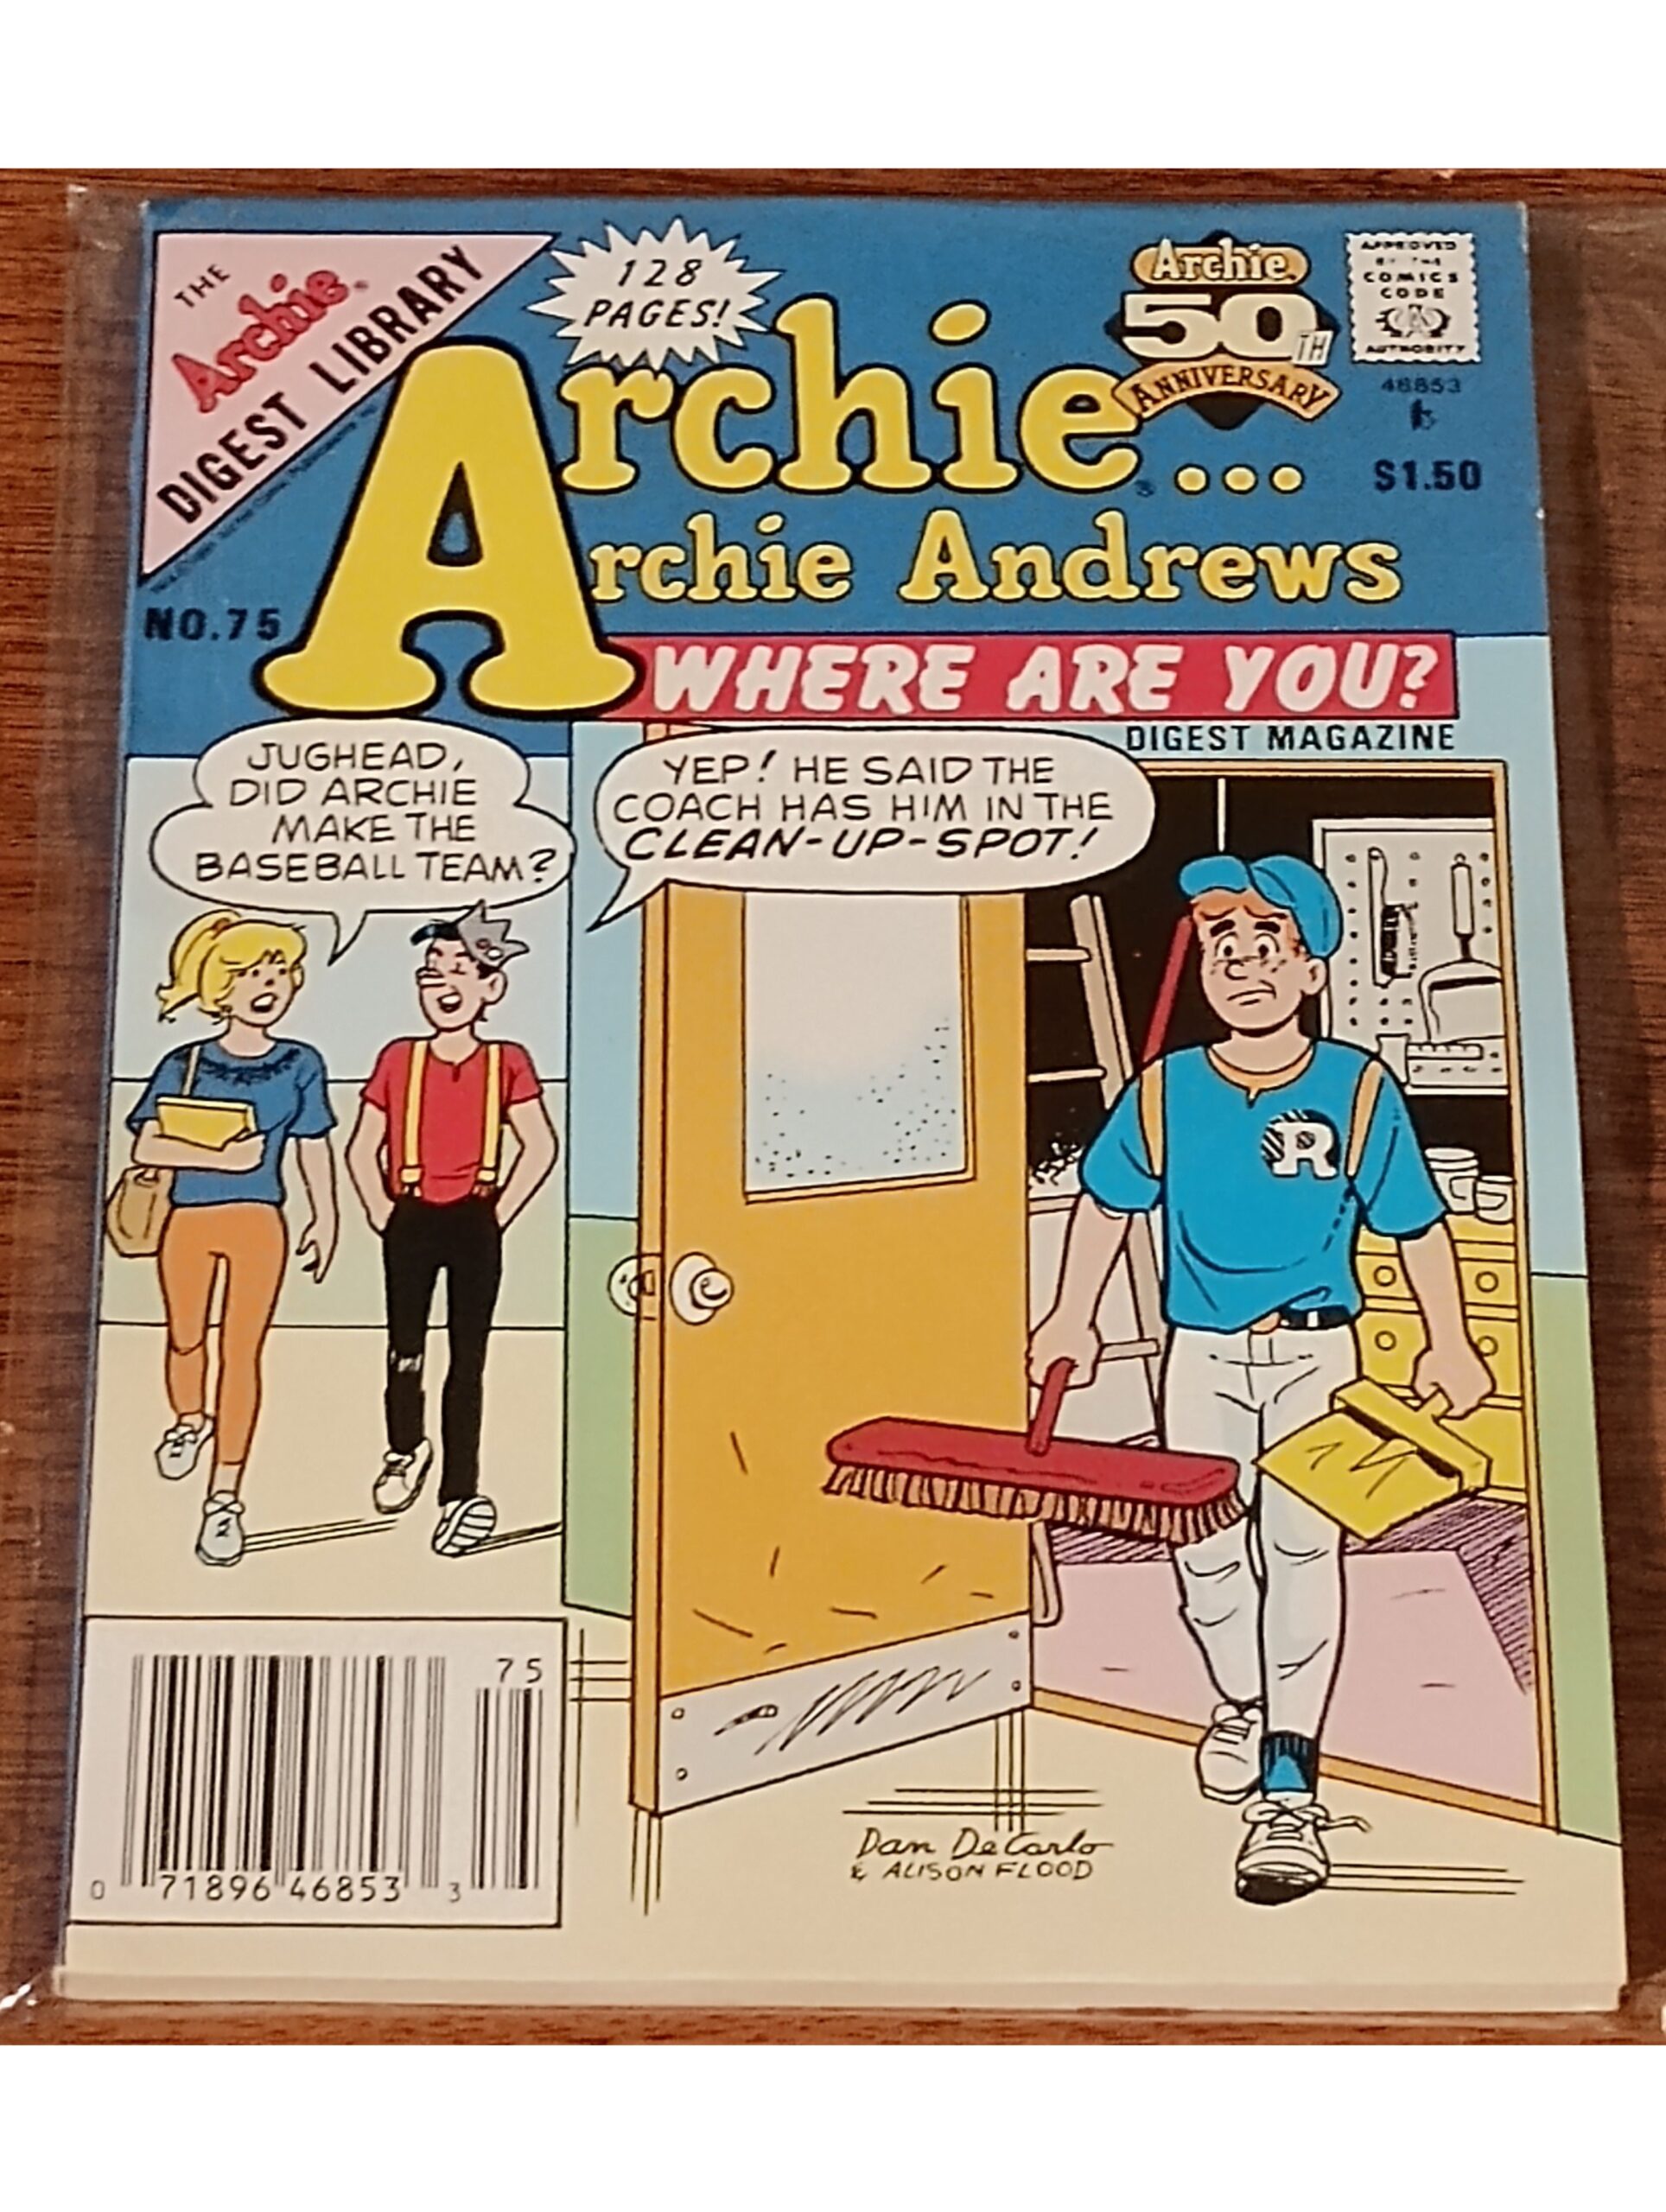 THE
Archie
DIGEST LIBRARY
128
PAGES!
Archie
50TH
ANNIVERSARY
APPROVED
BY THE
COMICS
CODE
A
AUTHORITY
46853
$1.50
Archie...
Archie Andrews
WHERE ARE YOU?
DIGEST MAGAZINE
NO.75
JUGHEAD,
DID ARCHIE
MAKE THE
BASEBALL TEAM?
YEP! HE SAID THE
COACH HAS HIM IN THE
CLEAN-UP-SPOT!
R
75
0 71896 46853 3
Dan DeCarlo
& ALISON FLOOD